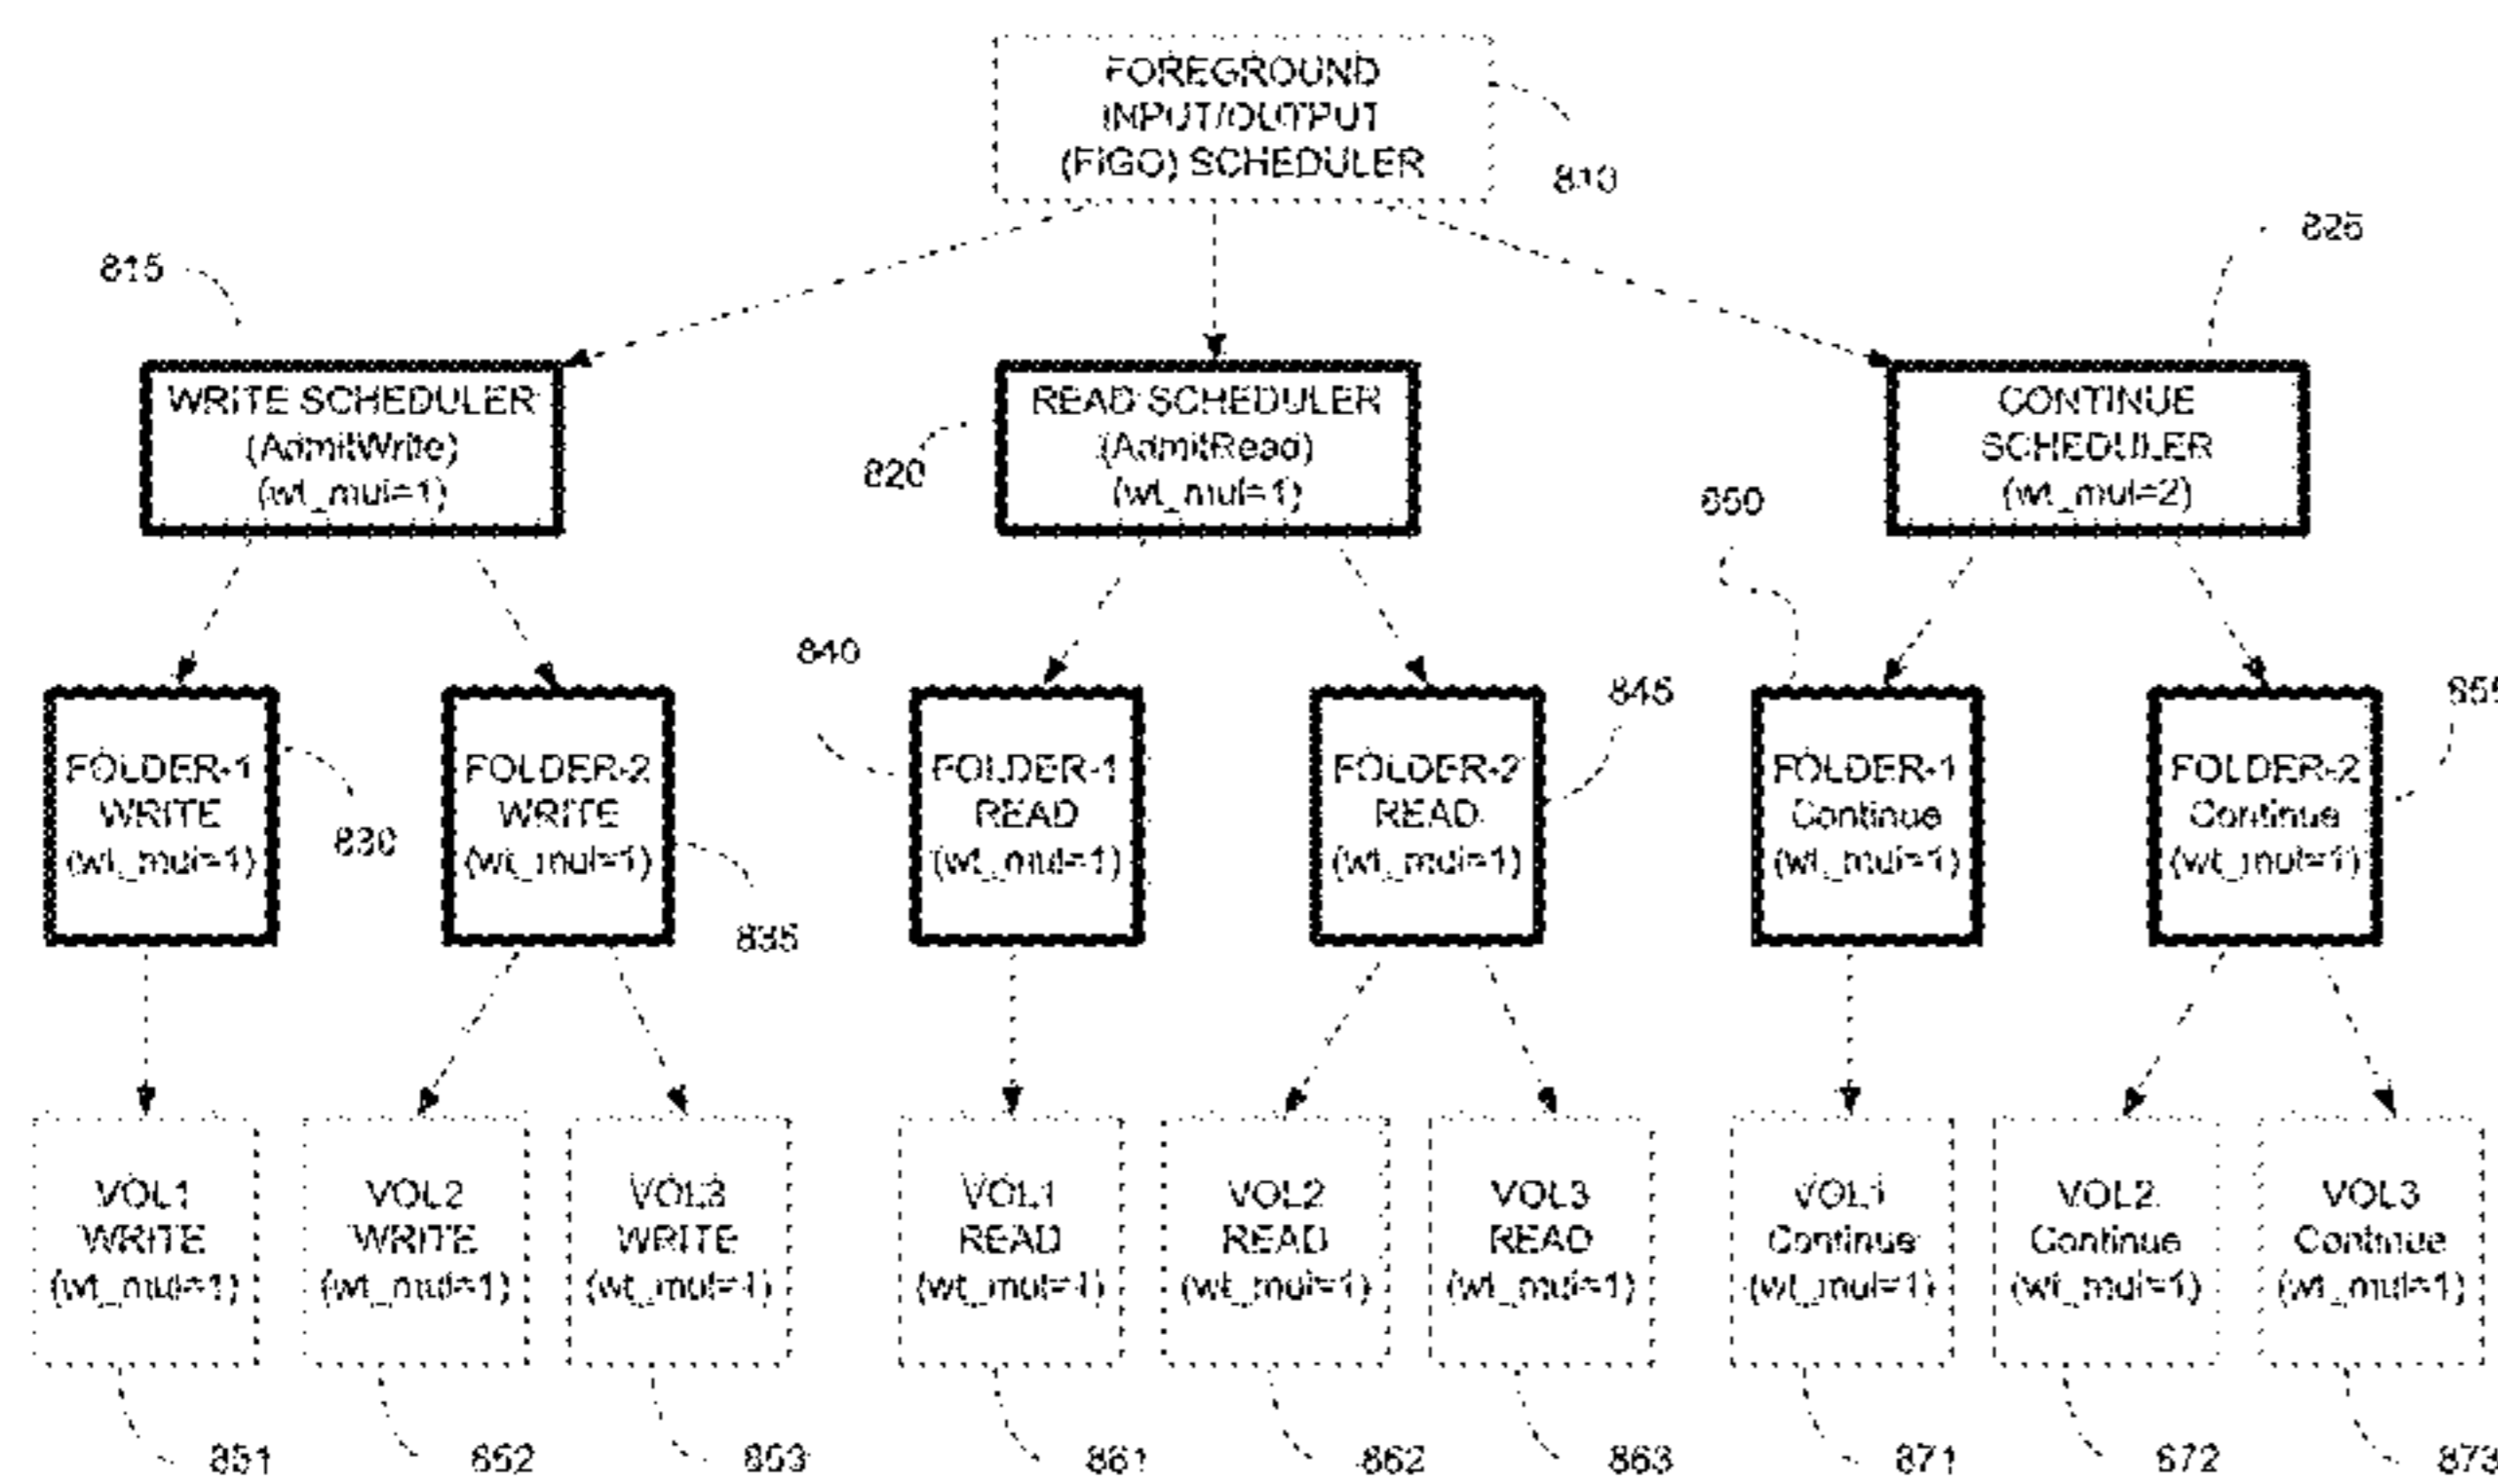 FOREGROUND
INPUT/OUTPUT
(FIGO) SCHEDULER
810
815
825
WRITE SCHEDULER
(AdmitWrite)
(wt_mul=1)
820
READ SCHEDULER
(AdmitRead)
(wt_mul=1)
CONTINUE
SCHEDULER
(wt_mul=2)
850
840
845
855
FOLDER-1
WRITE
(wt_mul=1)
830
FOLDER-2
WRITE
(wt_mul=1)
835
FOLDER-1
READ
(wt_mul=1)
FOLDER-2
READ
(wt_mul=1)
FOLDER-1
Continue
(wt_mul=1)
FOLDER-2
Continue
(wt_mul=1)
VOL1
WRITE
(wt_mul=1)
VOL2
WRITE
(wt_mul=1)
VOL3
WRITE
(wt_mul=1)
VOL1
READ
(wt_mul=1)
VOL2
READ
(wt_mul=1)
VOL3
READ
(wt_mul=1)
VOL1
Continue
(wt_mul=1)
VOL2
Continue
(wt_mul=1)
VOL3
Continue
(wt_mul=1)
851
852
853
861
862
863
871
872
873